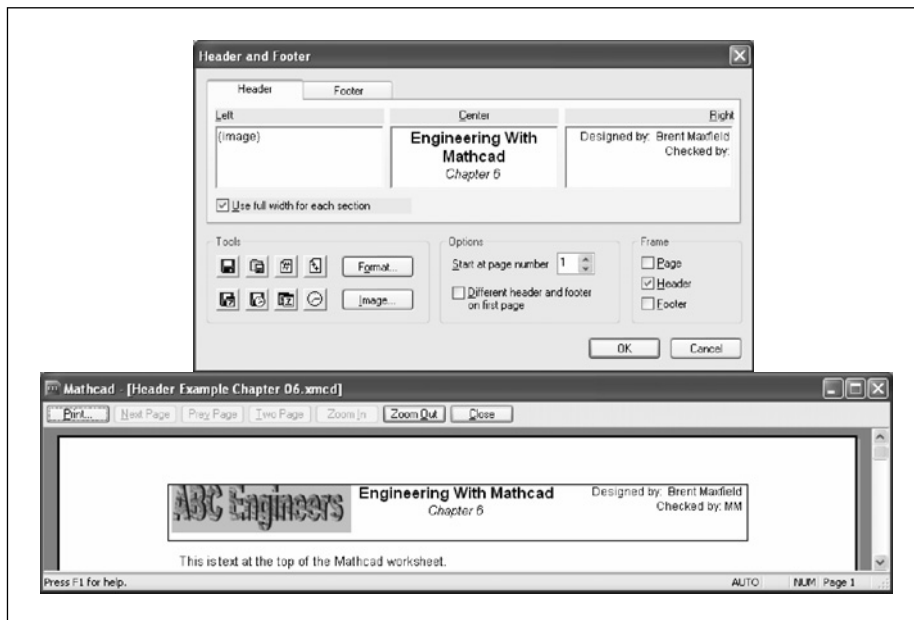 Header and Footer
Header
Footer
Left
Center
Right
(Image)
Engineering With
Mathcad
Chapter 6
Designed by: Brent Maxfield
Checked by:
Use full width for each section
Tools
Format...
Image...
Options
Start at page number 1
Different header and footer
on first page
Frame
Page
Header
Footer
OK
Cancel
Mathcad - [Header Example Chapter 06.xmcd]
Print...
Next Page
Prev Page
Two Page
Zoom In
Zoom Out
Close
ABC Engineers
Engineering With Mathcad
Chapter 6
Designed by: Brent Maxfield
Checked by: MM
This is text at the top of the Mathcad worksheet.
Press F1 for help.
AUTO
NUM
Page 1